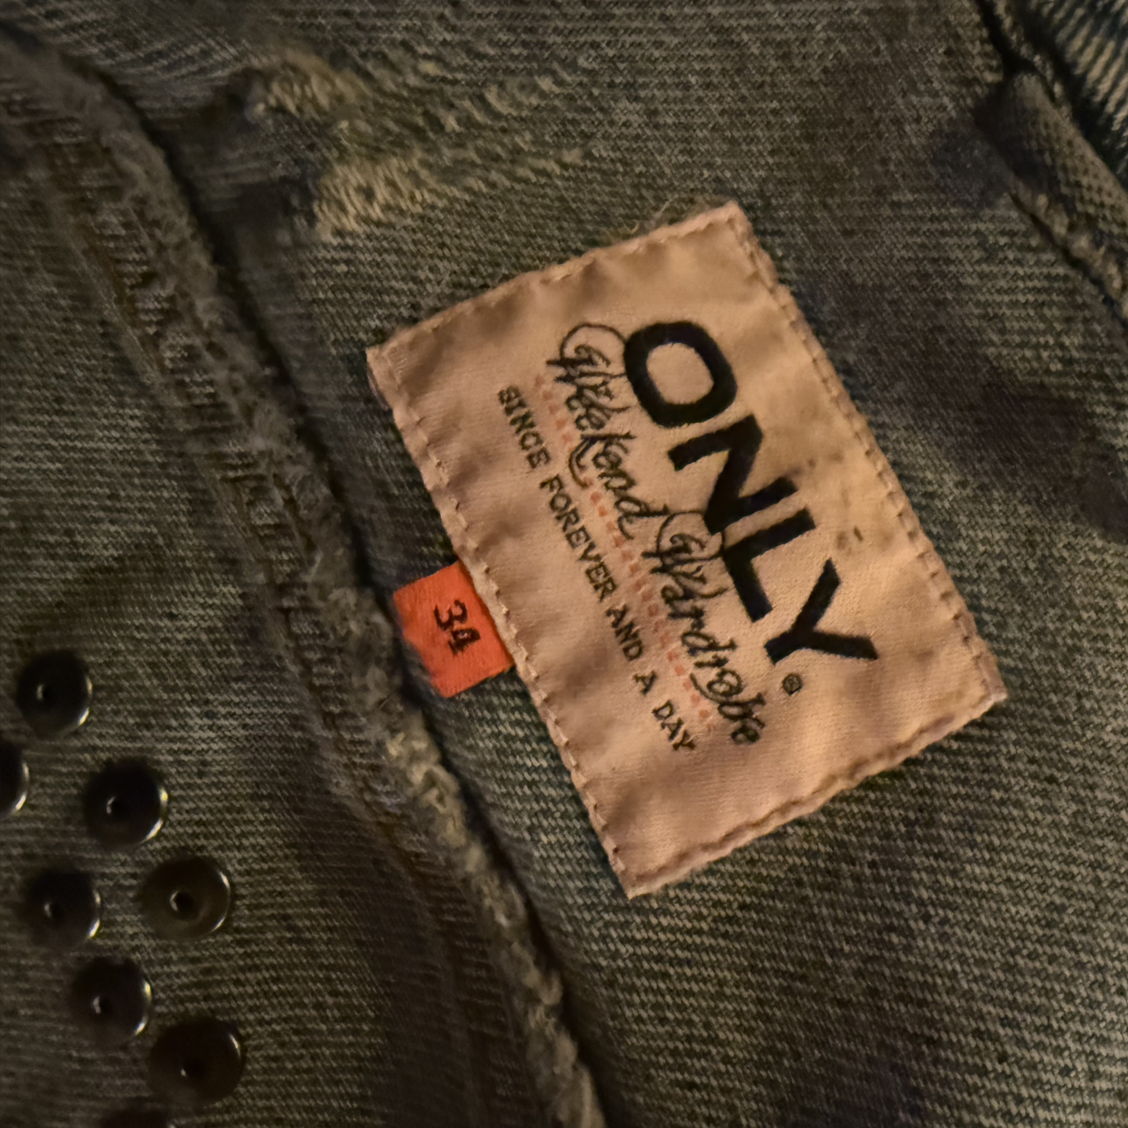 ONLY®
Weekend Wardrobe
SINCE FOREVER AND A DAY
34